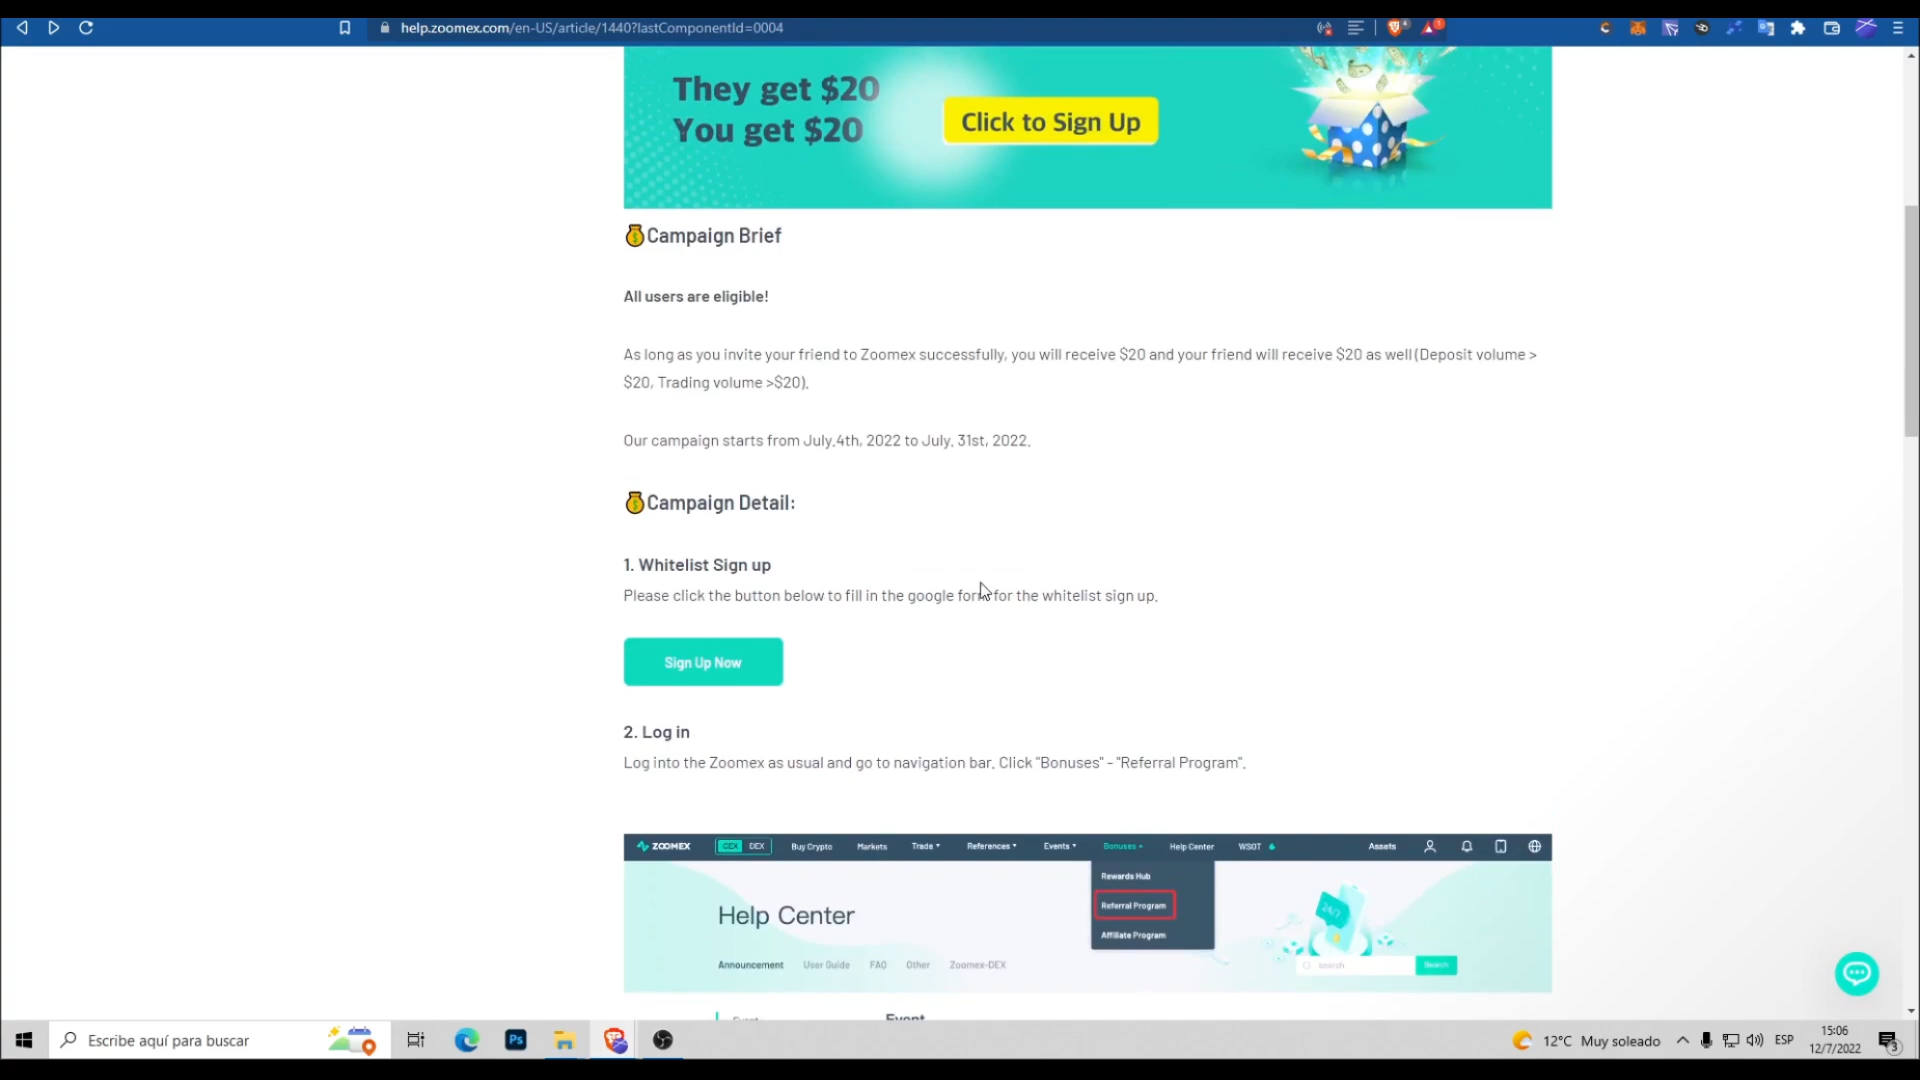 help.zoomex.com/en-US/article/1440?lastComponentId=0004
They get $20
You get $20
Click to Sign Up
Campaign Brief
All users are eligible!
As long as you invite your friend to Zoomex successfully, you will receive $20 and your friend will receive $20 as well (Deposit volume >
$20, Trading volume >$20).
Our campaign starts from July.4th, 2022 to July. 31st, 2022.
Campaign Detail:
1. Whitelist Sign up
Please click the button below to fill in the google form for the whitelist sign up.
Sign Up Now
2. Log in
Log into the Zoomex as usual and go to navigation bar. Click "Bonuses" - "Referral Program".
ZOOMEX CEX DEX Buy Crypto Markets Trade References Events Bonuses Help Center WSOT Assets
Rewards Hub
Referral Program
Affiliate Program
Help Center
24/7
Announcement User Guide FAQ Other Zoomex-DEX
search Search
Event
Escribe aquí para buscar
Ps
12°C Muy soleado
ESP
15:06
12/7/2022
3